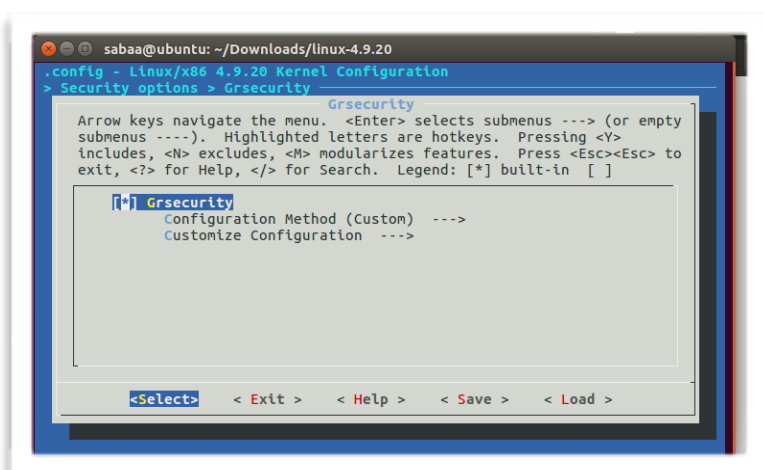 sabaa@ubuntu: ~/Downloads/linux-4.9.20
.config - Linux/x86 4.9.20 Kernel Configuration
> Security options > Grsecurity
Grsecurity
Arrow keys navigate the menu.  <Enter> selects submenus ---> (or empty
submenus ----).  Highlighted letters are hotkeys.  Pressing <Y>
includes, <N> excludes, <M> modularizes features.  Press <Esc><Esc> to
exit, <?> for Help, </> for Search.  Legend: [*] built-in  [ ]
[*] Grsecurity
Configuration Method (Custom)  --->
Customize Configuration  --->
<Select>    < Exit >    < Help >    < Save >    < Load >